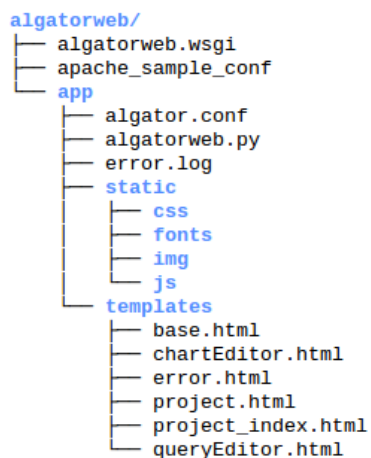 algatorweb/
├── algatorweb.wsgi
├── apache_sample_conf
└── app
    ├── algator.conf
    ├── algatorweb.py
    ├── error.log
    ├── static
    │   ├── css
    │   ├── fonts
    │   ├── img
    │   └── js
    └── templates
        ├── base.html
        ├── chartEditor.html
        ├── error.html
        ├── project.html
        ├── project_index.html
        └── queryEditor.html